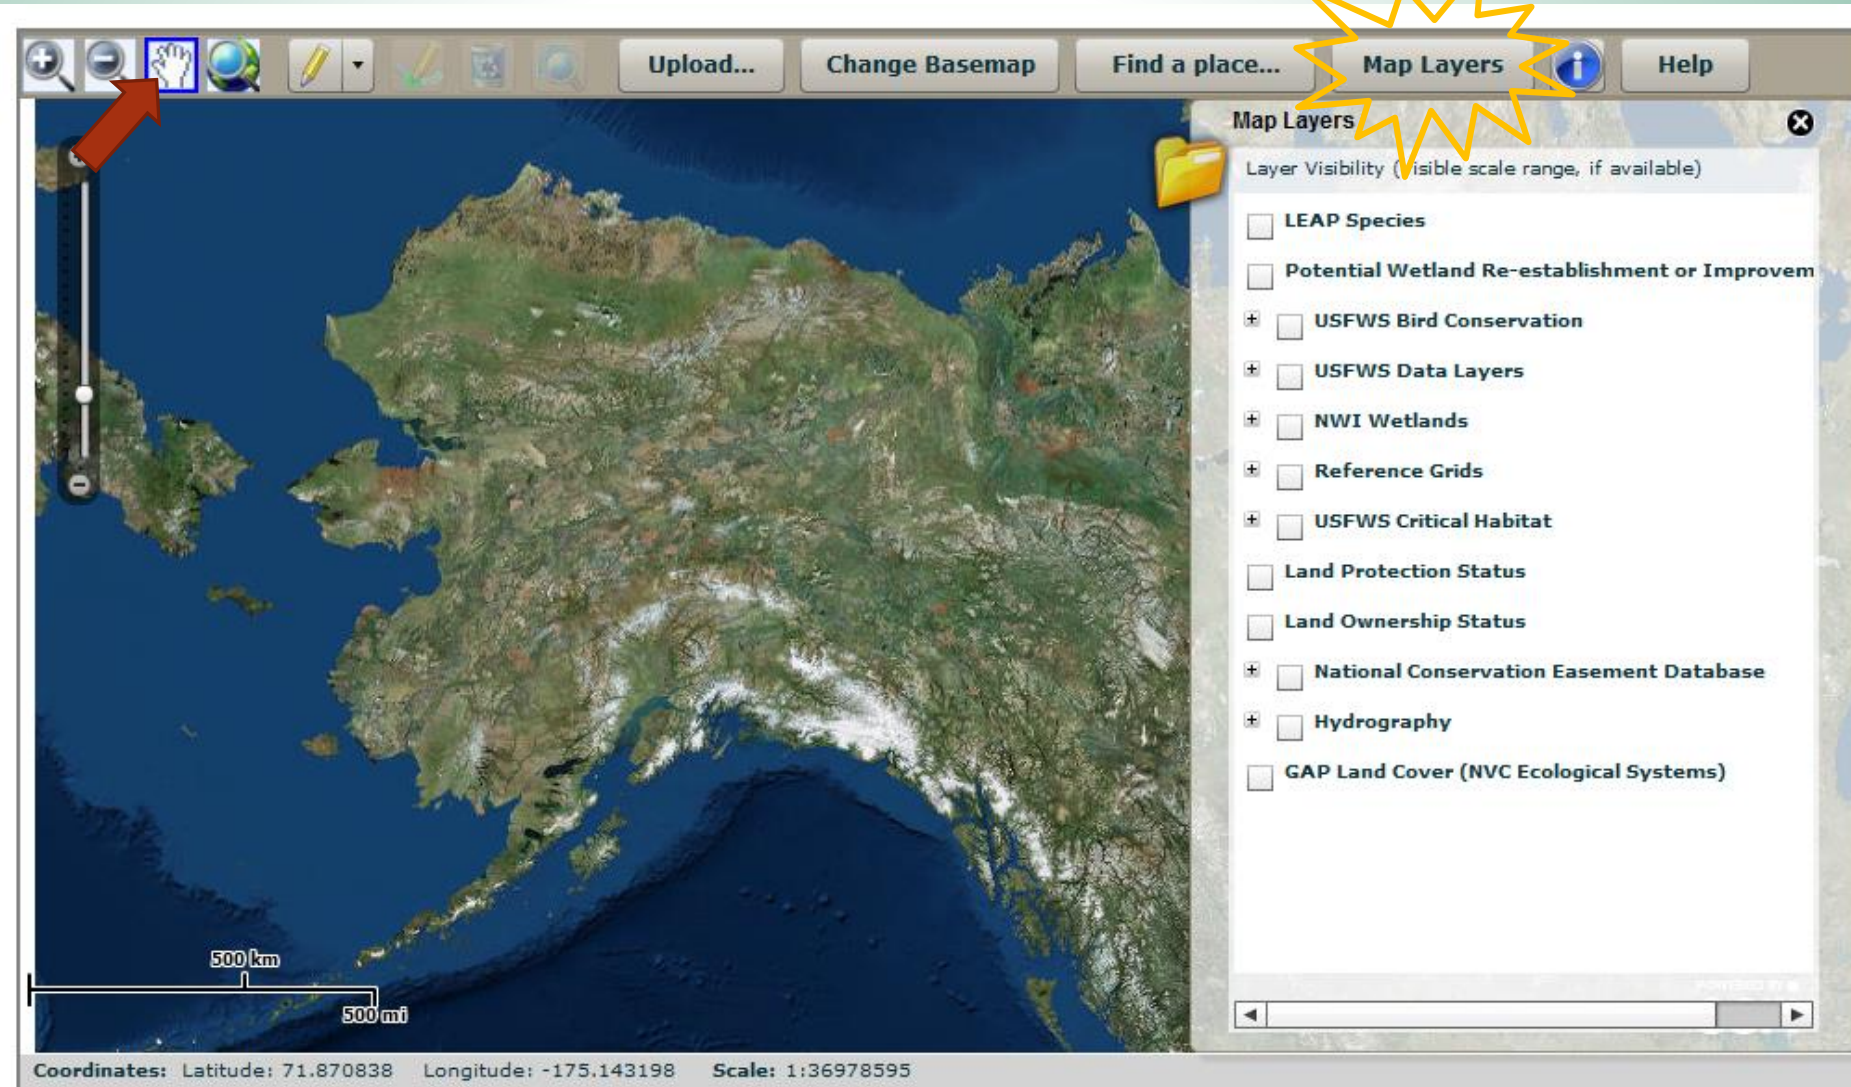 Upload... Change Basemap Find a place... Map Layers Help
Map Layers
Layer Visibility (visible scale range, if available)
LEAP Species
Potential Wetland Re-establishment or Improvem
USFWS Bird Conservation
USFWS Data Layers
NWI Wetlands
Reference Grids
USFWS Critical Habitat
Land Protection Status
Land Ownership Status
National Conservation Easement Database
Hydrography
GAP Land Cover (NVC Ecological Systems)
500 km
500 mi
Coordinates: Latitude: 71.870838 Longitude: -175.143198 Scale: 1:36978595